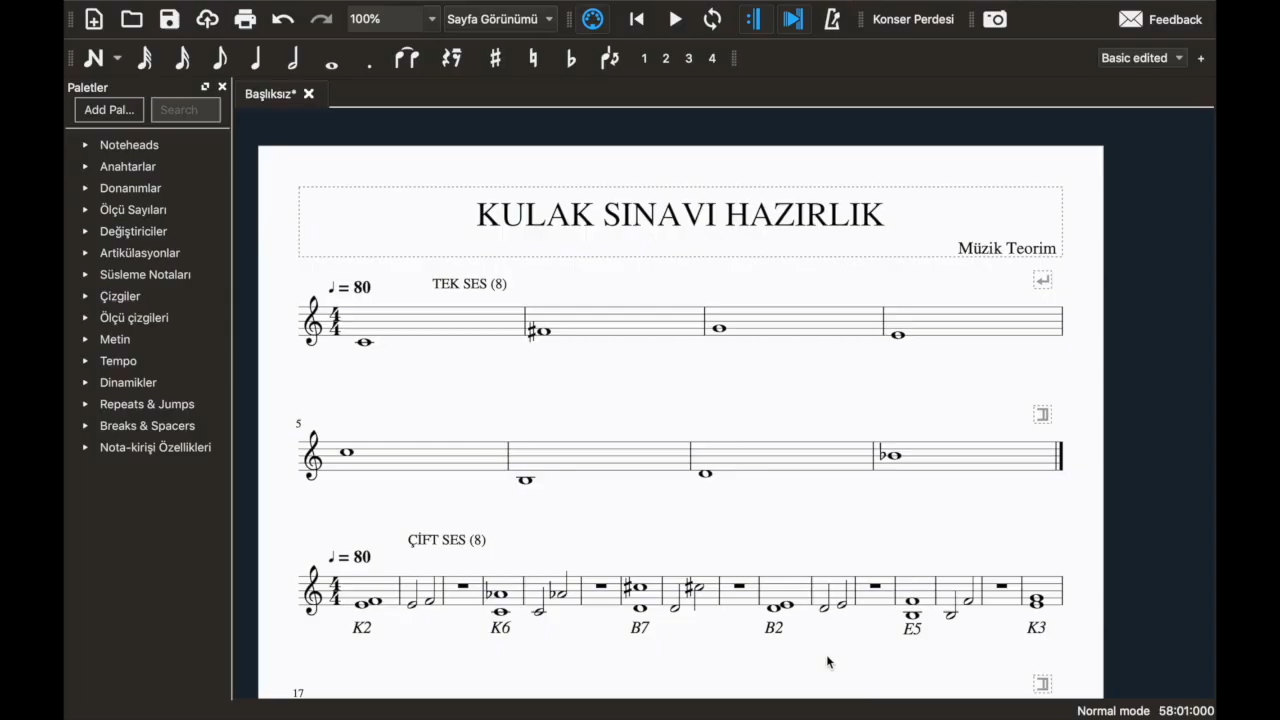 100%
Sayfa Görünümü
Konser Perdesi
Feedback
1 2 3 4
Basic edited
+
Paletler
Başlıksız*
Add Pal...
Search
Noteheads
Anahtarlar
Donanımlar
Ölçü Sayıları
Değiştiriciler
Artikülasyonlar
Süsleme Notaları
Çizgiler
Ölçü çizgileri
Metin
Tempo
Dinamikler
Repeats & Jumps
Breaks & Spacers
Nota-kirişi Özellikleri
KULAK SINAVI HAZIRLIK
Müzik Teorim
♩ = 80
TEK SES (8)
4
4
5
ÇİFT SES (8)
♩ = 80
4
4
K2 K6 B7 B2 E5 K3
17
Normal mode 58:01:000